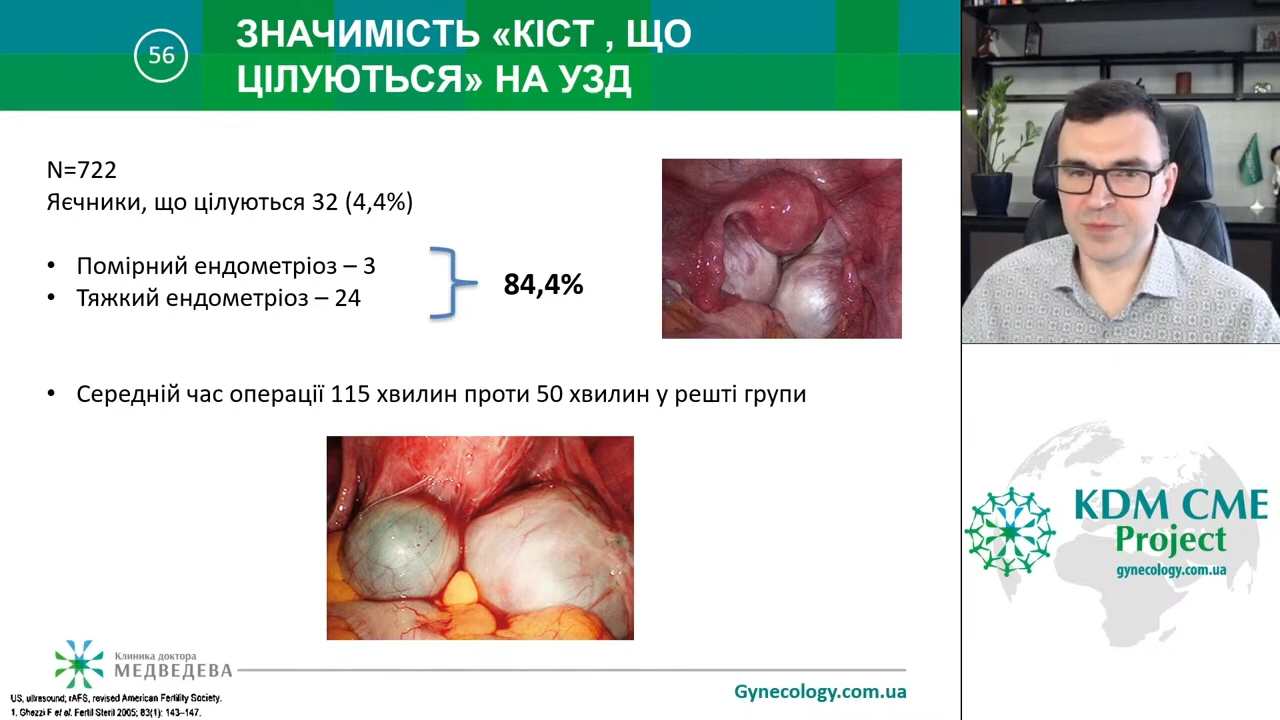 56
ЗНАЧИМІСТЬ «КІСТ , ЩО
ЦІЛУЮТЬСЯ» НА УЗД
N=722
Яєчники, що цілуються 32 (4,4%)
• Помірний ендометріоз – 3
• Тяжкий ендометріоз – 24
84,4%
• Середній час операції 115 хвилин проти 50 хвилин у решті групи
Клиника доктора
МЕДВЕДЕВА
Gynecology.com.ua
US, ultrasound; rAFS, revised American Fertility Society.
1. Ghezzi F et al. Fertil Steril 2005; 83(1): 143–147.
KDM CME
Project
gynecology.com.ua